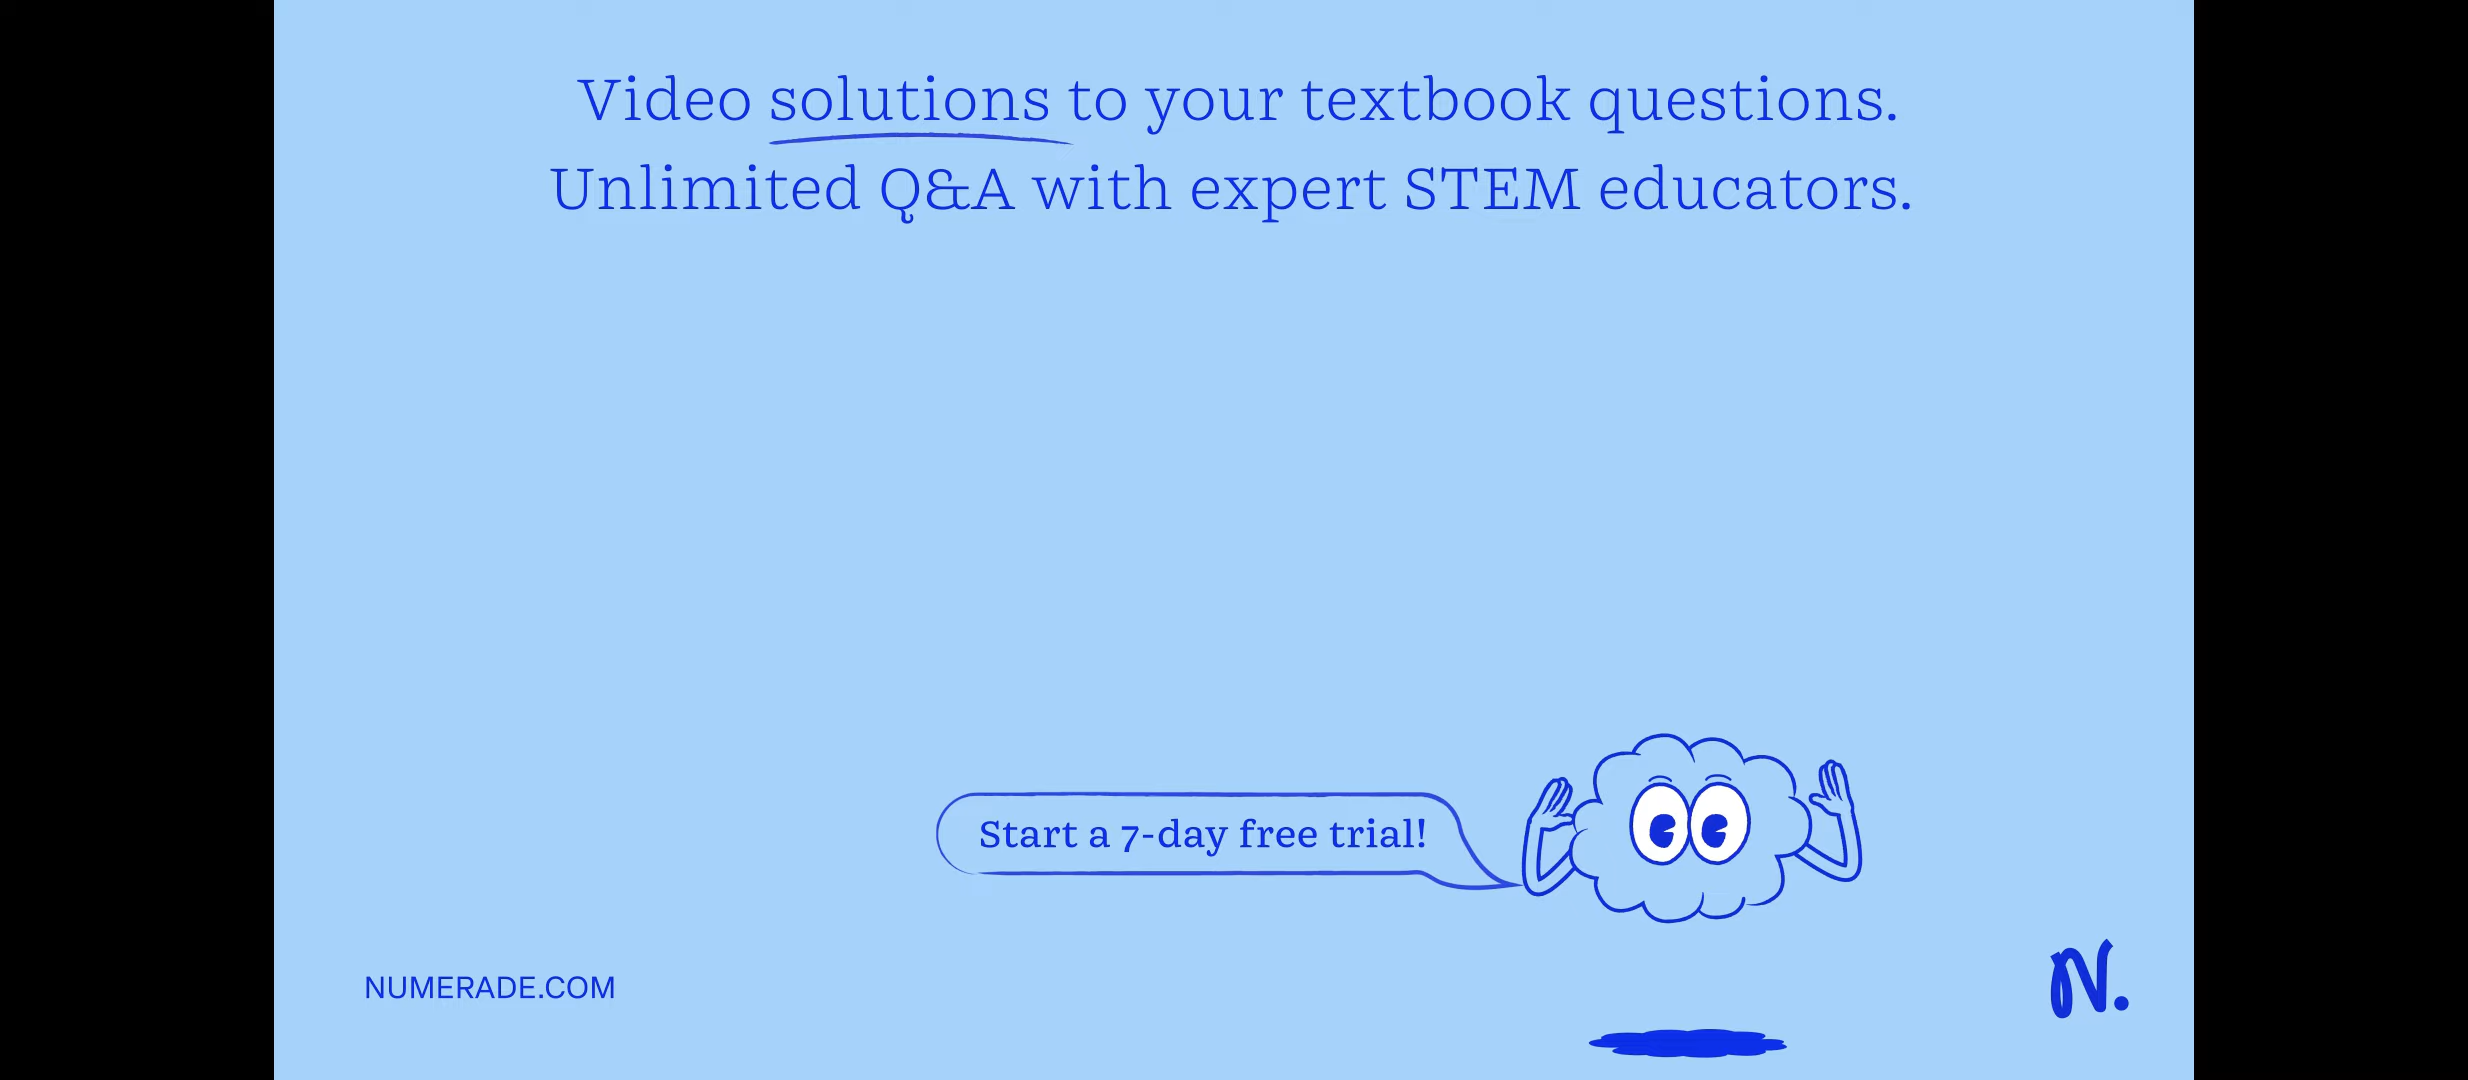 Video solutions to your textbook questions.
Unlimited Q&A with expert STEM educators.
Start a 7-day free trial!
NUMERADE.COM
N.